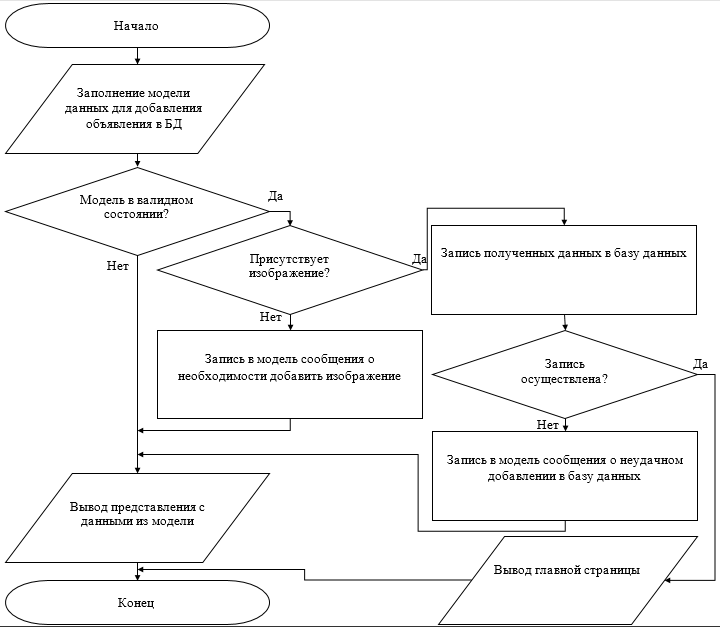 Начало
Заполнение модели
данных для добавления
объявления в БД
Модель в валидном
состоянии?
Да
Нет
Присутствует
изображение?
Да
Нет
Запись полученных данных в базу данных
Запись в модель сообщения о
необходимости добавить изображение
Запись
осуществлена?
Да
Нет
Запись в модель сообщения о неудачном
добавлении в базу данных
Вывод представления с
данными из модели
Вывод главной страницы
Конец